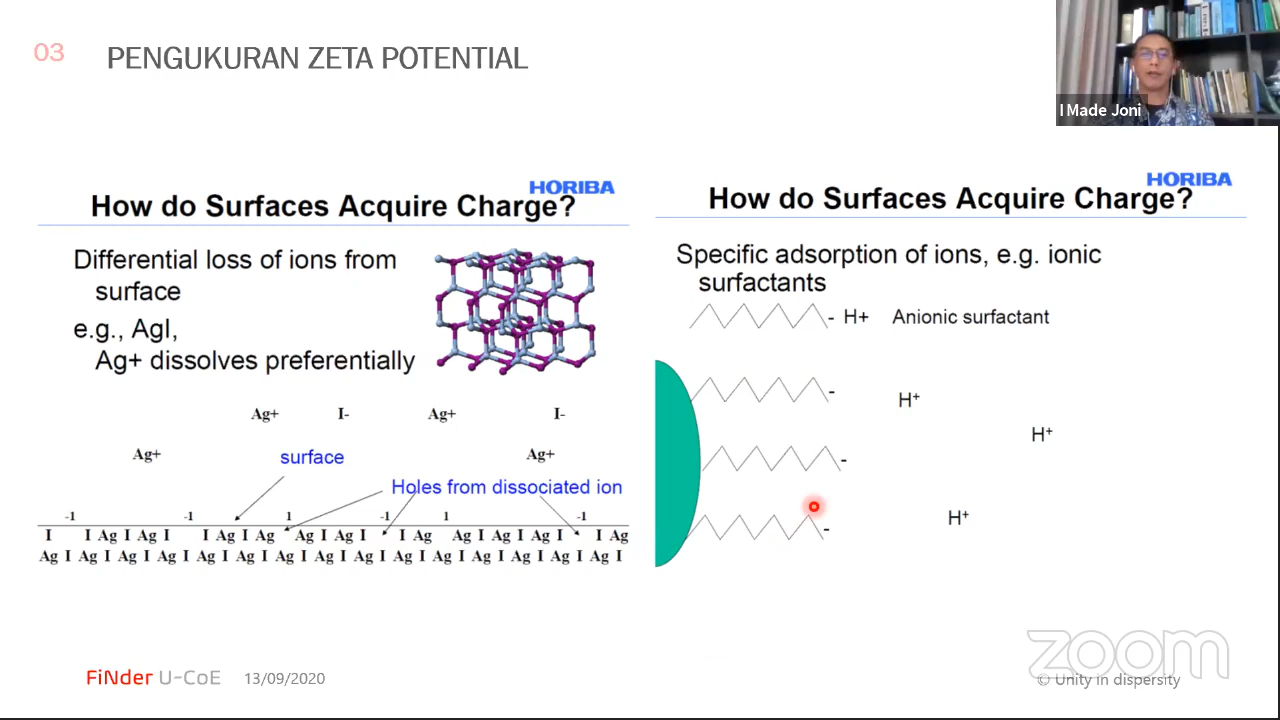 03
PENGUKURAN ZETA POTENTIAL
I Made Joni
HORIBA
How do Surfaces Acquire Charge?
Differential loss of ions from
surface
e.g., AgI,
Ag+ dissolves preferentially
Ag+ I- Ag+ I-
Ag+ surface Ag+
Holes from dissociated ion
-1 -1 1 -1 1 -1
I I Ag Ag I I Ag I Ag Ag I Ag I I Ag Ag I Ag I Ag I I Ag
Ag I Ag I Ag I Ag I Ag I Ag I Ag I Ag I Ag I Ag I Ag I Ag I Ag I Ag I Ag I
HORIBA
How do Surfaces Acquire Charge?
Specific adsorption of ions, e.g. ionic
surfactants
- H+ Anionic surfactant
-
H+
H+
-
H+
-
zoom
FiNder U-CoE 13/09/2020
© Unity in dispersity